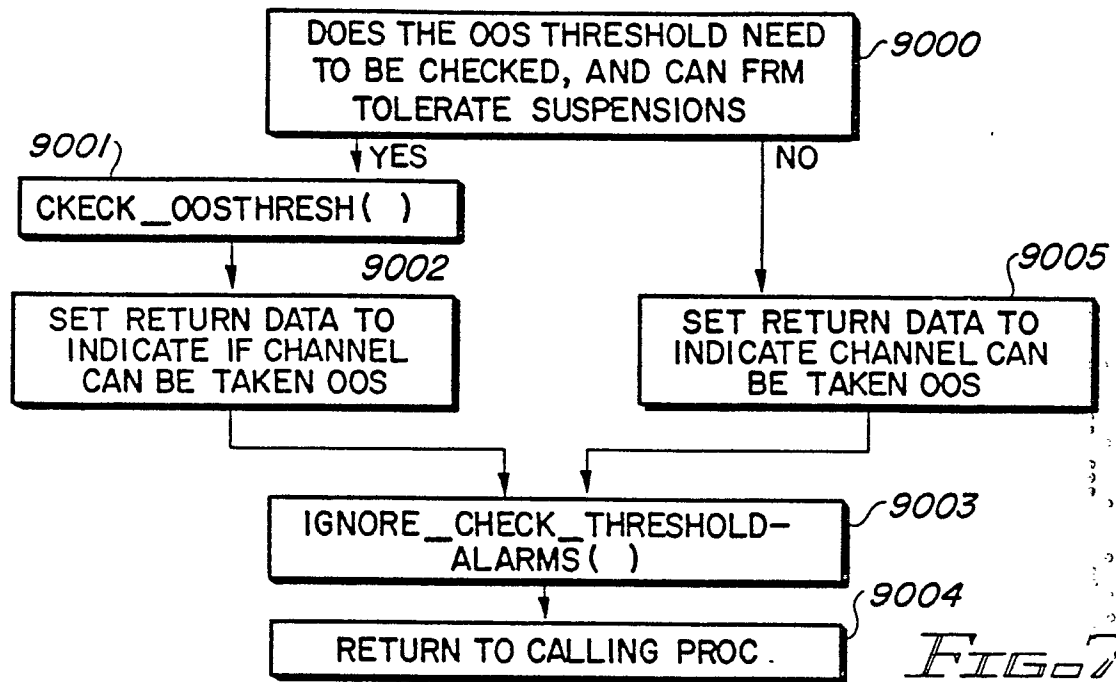 DOES THE OOS THRESHOLD NEED
TO BE CHECKED, AND CAN FRM
TOLERATE SUSPENSIONS
9000
9001
YES
NO
CKECK_OOSTHRESH( )
9002
9005
SET RETURN DATA TO
INDICATE IF CHANNEL
CAN BE TAKEN OOS
SET RETURN DATA TO
INDICATE CHANNEL CAN
BE TAKEN OOS
IGNORE_CHECK_THRESHOLD-
ALARMS( )
9003
9004
RETURN TO CALLING PROC.
FIG. 7